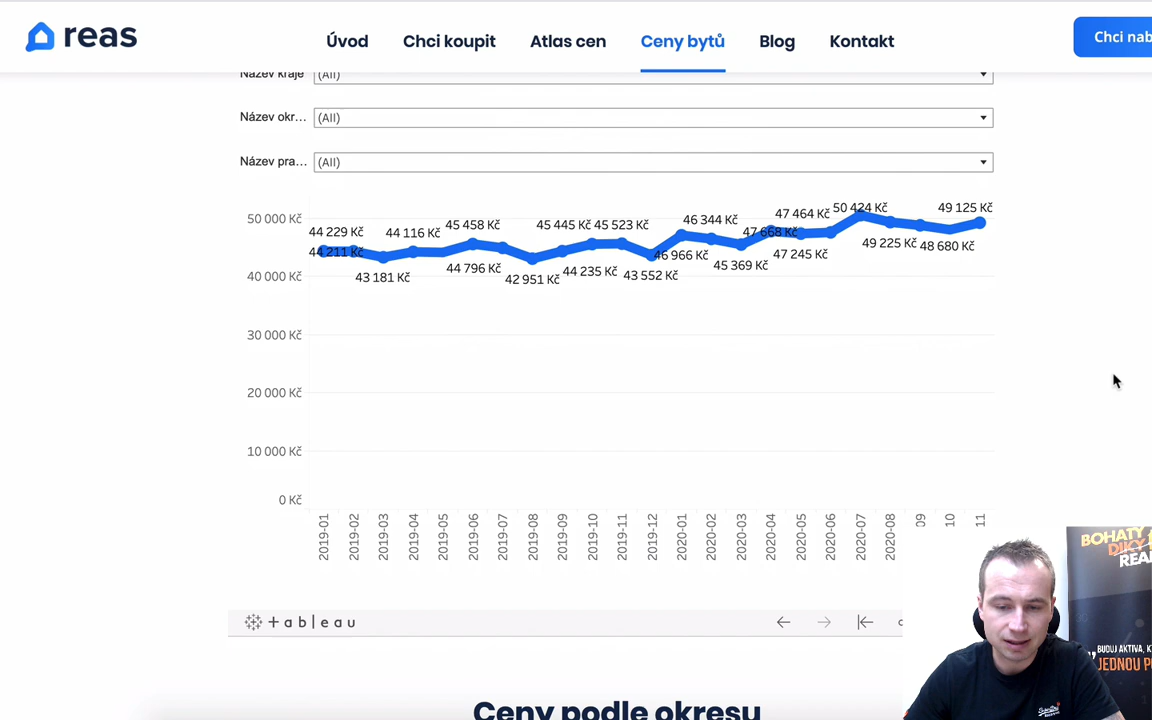 reas
Úvod Chci koupit Atlas cen Ceny bytů Blog Kontakt
Chci nab
Název kraje (All)
Název okr... (All)
Název pra... (All)
50 000 Kč
40 000 Kč
30 000 Kč
20 000 Kč
10 000 Kč
0 Kč
44 229 Kč
44 211 Kč
43 181 Kč
44 116 Kč
45 458 Kč
44 796 Kč
42 951 Kč
45 445 Kč
44 235 Kč
45 523 Kč
43 552 Kč
46 966 Kč
46 344 Kč
45 369 Kč
47 668 Kč
47 464 Kč
47 245 Kč
50 424 Kč
49 225 Kč
48 680 Kč
49 125 Kč
2019-01
2019-02
2019-03
2019-04
2019-05
2019-06
2019-07
2019-08
2019-09
2019-10
2019-11
2019-12
2020-01
2020-02
2020-03
2020-04
2020-05
2020-06
2020-07
2020-08
09
10
11
+ableau
Ceny podle okresu
BOHATÝ
DÍKY
REA
BUDUJ AKTIVA, K
JEDNOU P